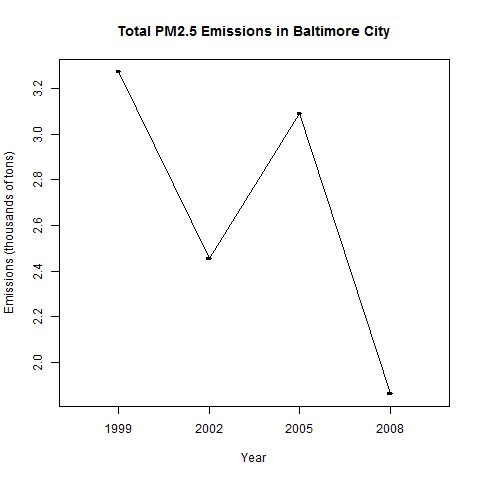 Total PM2.5 Emissions in Baltimore City
Emissions (thousands of tons)
3.2
3.0
2.8
2.6
2.4
2.2
2.0
1999 2002 2005 2008
Year